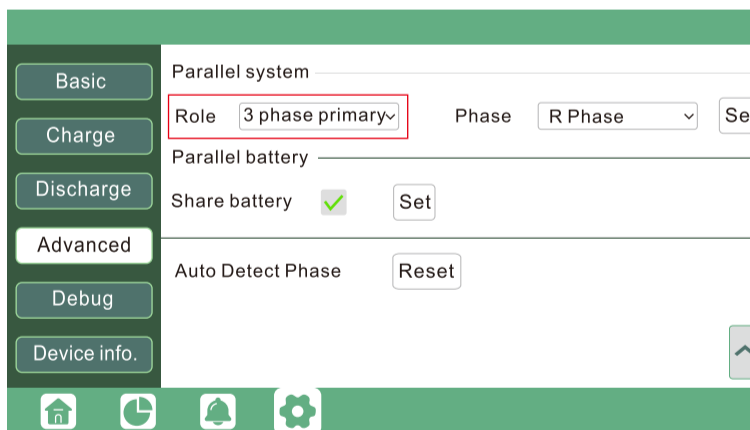 Basic
Charge
Discharge
Advanced
Debug
Device info.
Parallel system
Role 3 phase primary Phase R Phase Se
Parallel battery
Share battery Set
Auto Detect Phase Reset